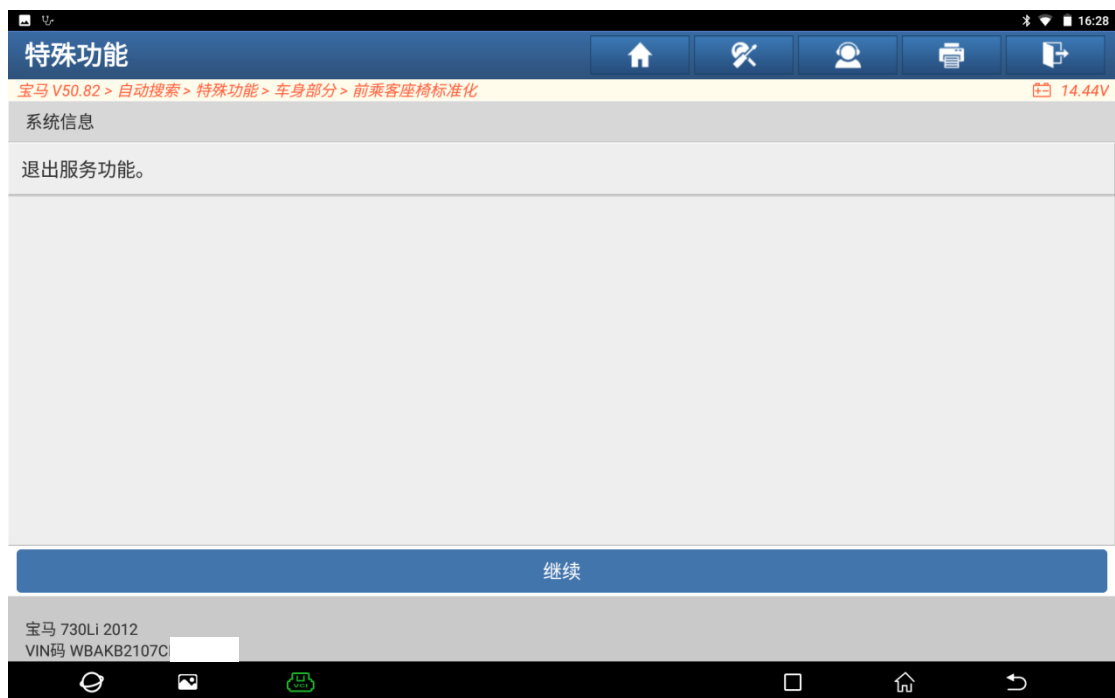 16:28
特殊功能
宝马 V50.82 > 自动搜索 > 特殊功能 > 车身部分 > 前乘客座椅标准化
14.44V
系统信息
退出服务功能。
继续
宝马 730Li 2012
VIN码 WBAKB2107C
VCI